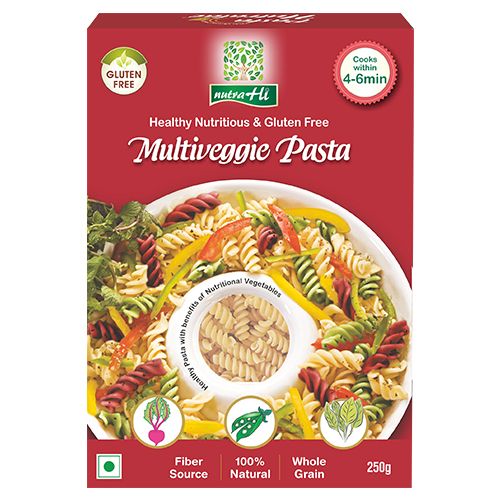 GLUTEN
FREE
nutraHi
Cooks
within
4-6min
Healthy Nutritious & Gluten Free
Multiveggie Pasta
Healthy Pasta with benefits of Nutritional Vegetables
Fiber
Source
100%
Natural
Whole
Grain
250g